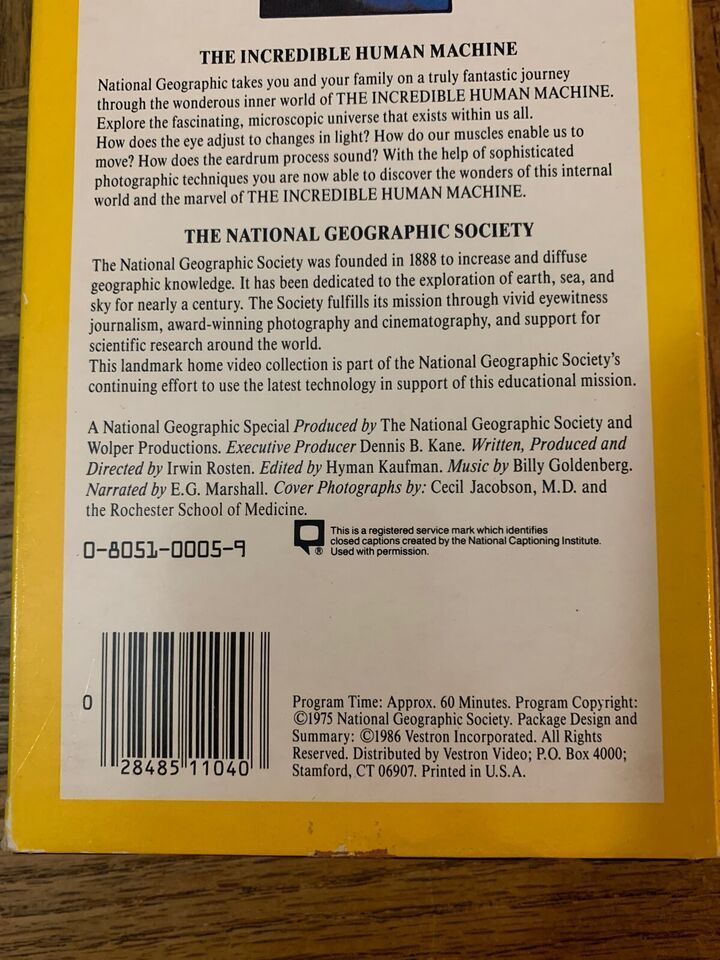 THE INCREDIBLE HUMAN MACHINE
National Geographic takes you and your family on a truly fantastic journey
through the wonderous inner world of THE INCREDIBLE HUMAN MACHINE.
Explore the fascinating, microscopic universe that exists within us all.
How does the eye adjust to changes in light? How do our muscles enable us to
move? How does the eardrum process sound? With the help of sophisticated
photographic techniques you are now able to discover the wonders of this internal
world and the marvel of THE INCREDIBLE HUMAN MACHINE.
THE NATIONAL GEOGRAPHIC SOCIETY
The National Geographic Society was founded in 1888 to increase and diffuse
geographic knowledge. It has been dedicated to the exploration of earth, sea, and
sky for nearly a century. The Society fulfills its mission through vivid eyewitness
journalism, award-winning photography and cinematography, and support for
scientific research around the world.
This landmark home video collection is part of the National Geographic Society's
continuing effort to use the latest technology in support of this educational mission.
A National Geographic Special Produced by The National Geographic Society and
Wolper Productions. Executive Producer Dennis B. Kane. Written, Produced and
Directed by Irwin Rosten. Edited by Hyman Kaufman. Music by Billy Goldenberg.
Narrated by E.G. Marshall. Cover Photographs by: Cecil Jacobson, M.D. and
the Rochester School of Medicine.
0-8051-0005-9
® This is a registered service mark which identifies
closed captions created by the National Captioning Institute.
Used with permission.
0 28485 11040
Program Time: Approx. 60 Minutes. Program Copyright:
©1975 National Geographic Society. Package Design and
Summary: ©1986 Vestron Incorporated. All Rights
Reserved. Distributed by Vestron Video; P.O. Box 4000;
Stamford, CT 06907. Printed in U.S.A.